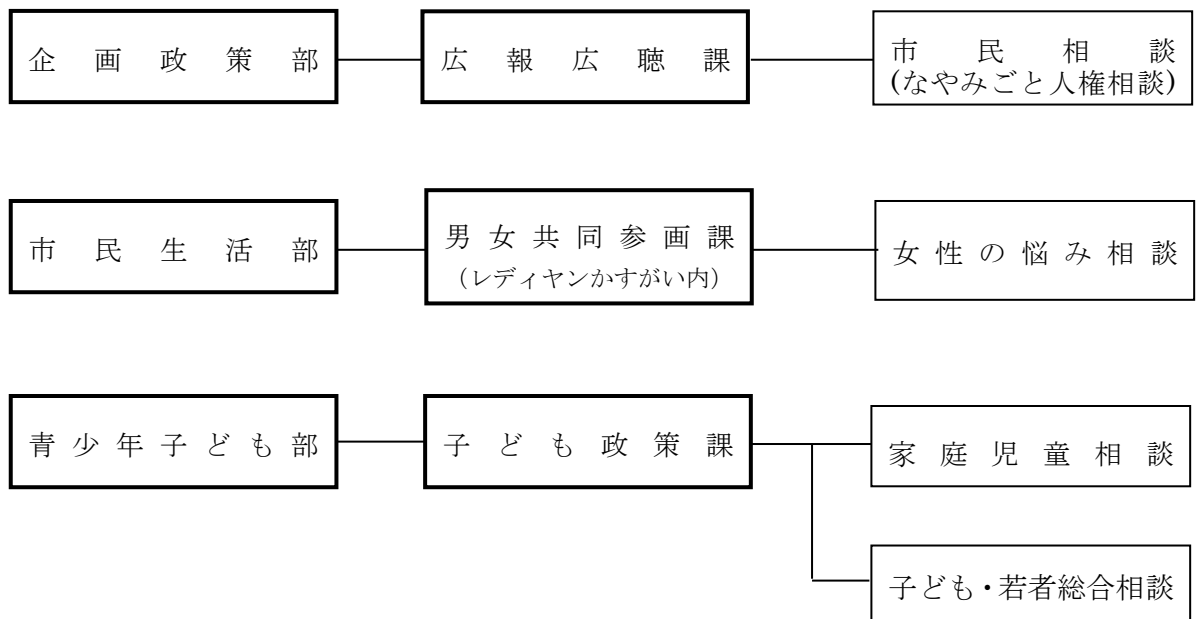 企画政策部
広報広聴課
市民相談
(なやみごと人権相談)
市民生活部
男女共同参画課
(レディヤンかすがい内)
女性の悩み相談
青少年子ども部
子ども政策課
家庭児童相談
子ども・若者総合相談